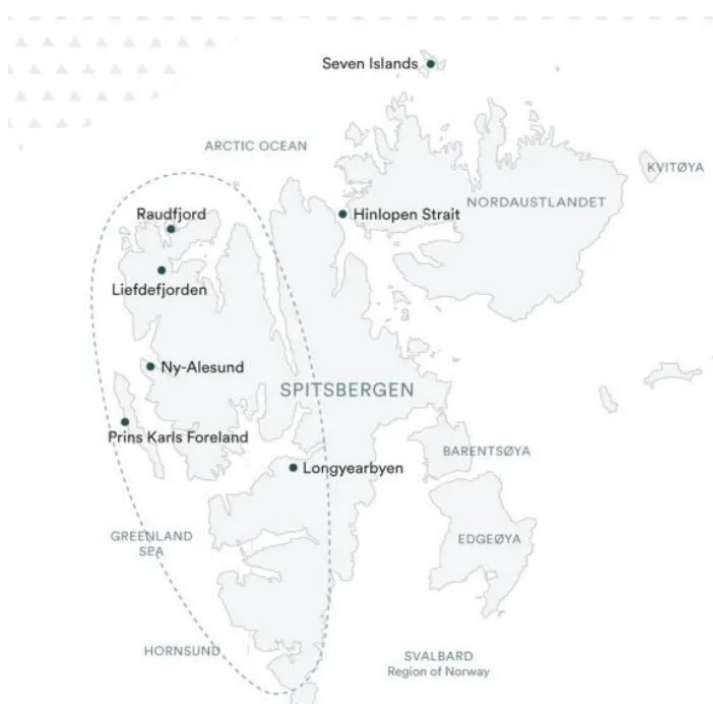 Seven Islands
ARCTIC OCEAN
KVITØYA
NORDAUSTLANDET
Raudfjord
Hinlopen Strait
Liefdefjorden
Ny-Alesund
SPITSBERGEN
Prins Karls Foreland
BARENTSØYA
Longyearbyen
GREENLAND
SEA
EDGEØYA
HORNSUND
SVALBARD
Region of Norway